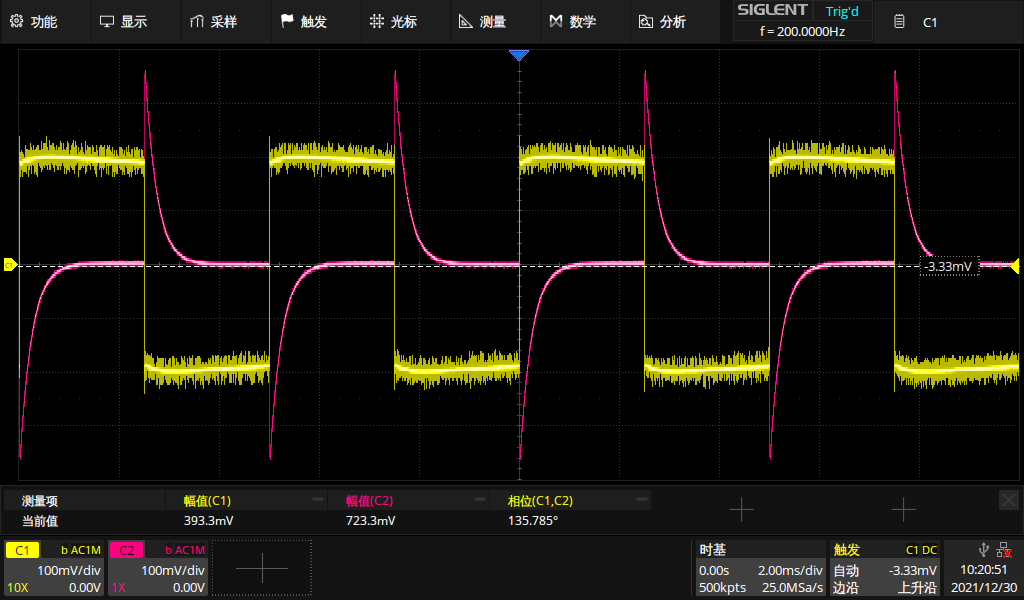 功能 显示 采样 触发 光标 测量 数学 分析 SIGLENT Trig'd C1
f = 200.0000Hz
C1 -3.33mV
测量项 幅值(C1) 幅值(C2) 相位(C1,C2)
当前值 393.3mV 723.3mV 135.785°
C1 b AC1M C2 b AC1M 时基 触发 C1 DC
100mV/div 100mV/div 0.00s 2.00ms/div 自动 -3.33mV 10:20:51
10X 0.00V 1X 0.00V 500kpts 25.0MSa/s 边沿 上升沿 2021/12/30